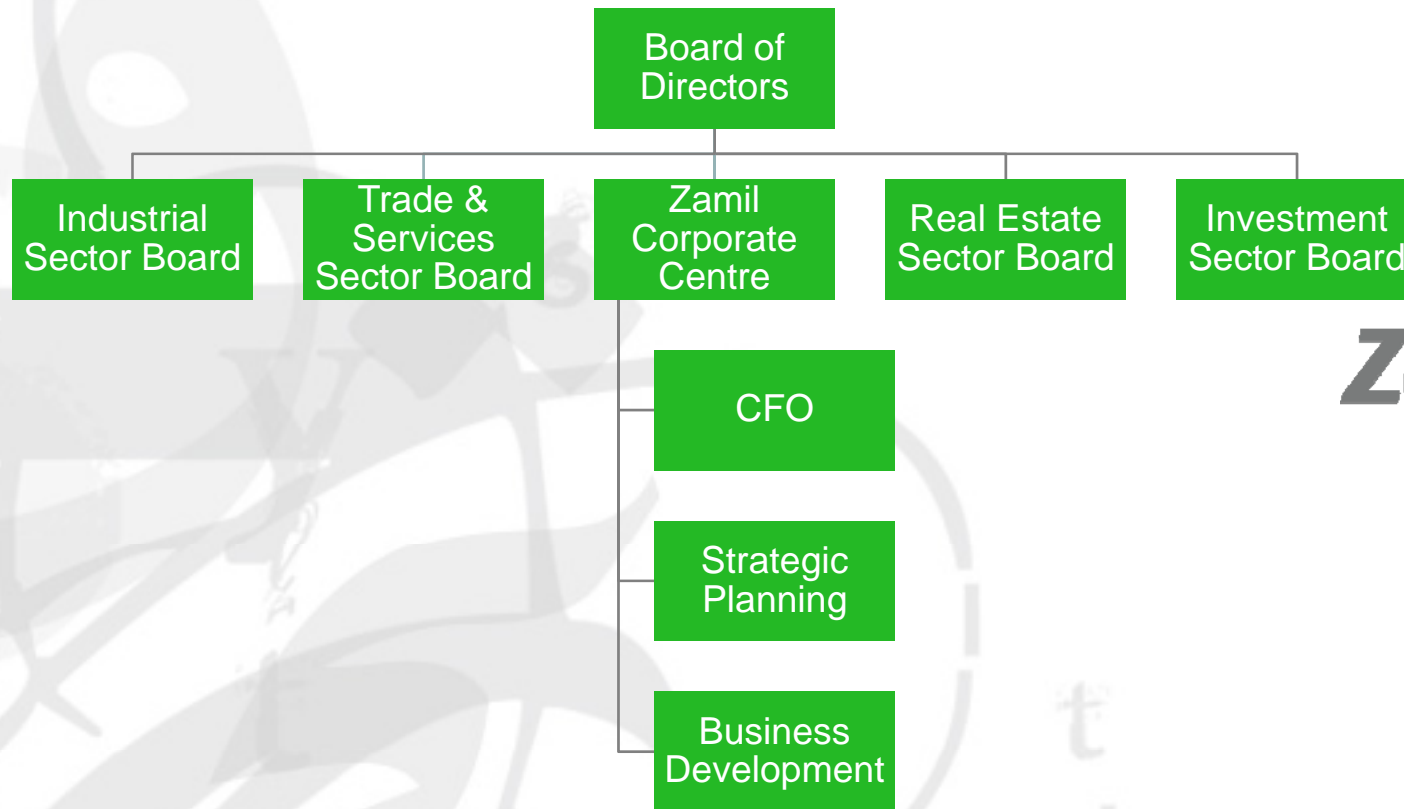 Board of
Directors
Industrial
Sector Board
Trade &
Services
Sector Board
Zamil
Corporate
Centre
Real Estate
Sector Board
Investment
Sector Board
Z
CFO
Strategic
Planning
Business
Development
t